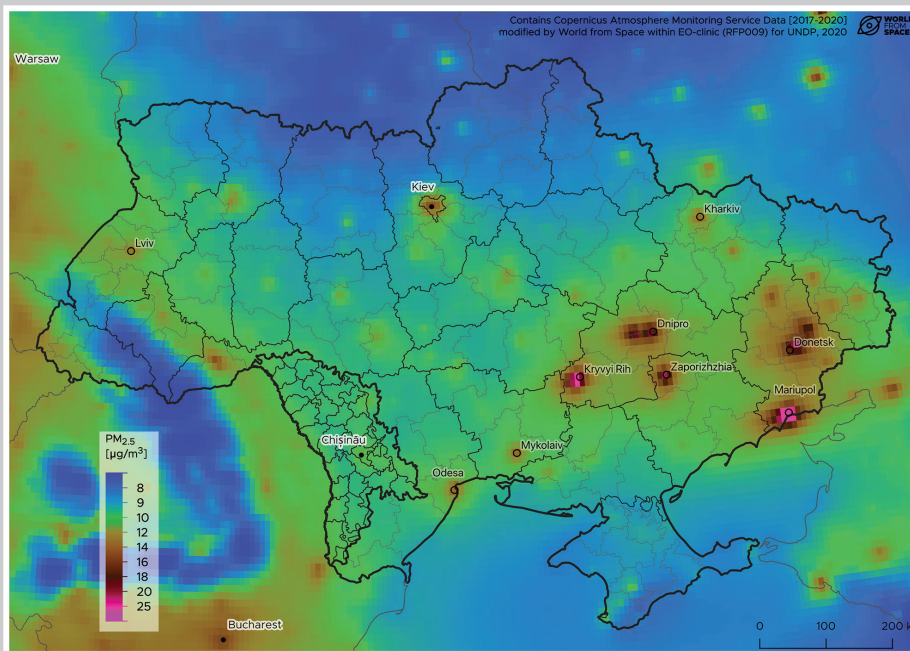 Contains Copernicus Atmosphere Monitoring Service Data [2017-2020]
modified by World from Space within EO-clinic (RFP009) for UNDP, 2020
WORLD
FROM
SPACE
Warsaw
Kiev
Kharkiv
Lviv
Dnipro
Donetsk
Kryvyi Rih
Zaporizhzhia
Mariupol
Chișinău
Mykolaiv
Odesa
PM2.5
[µg/m³]
8
9
10
12
14
16
18
20
25
Bucharest
0 100 200 k